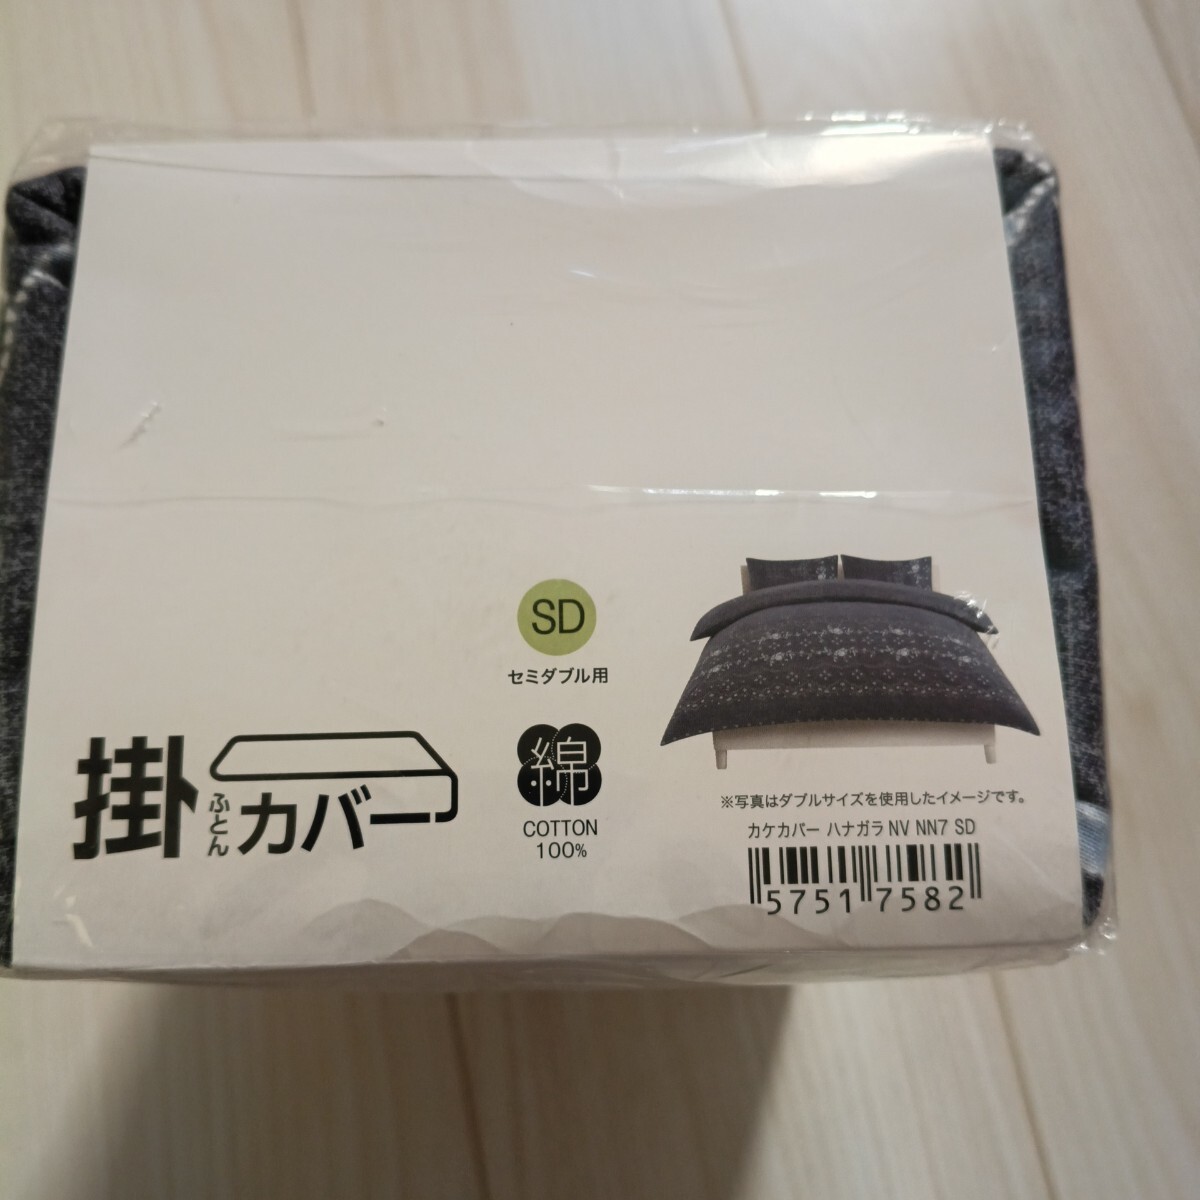 SD
セミダブル用
掛ふとんカバー
綿
COTTON
100%
※写真はダブルサイズを使用したイメージです。
カケカバー ハナガラ NV NN7 SD
5751 7582